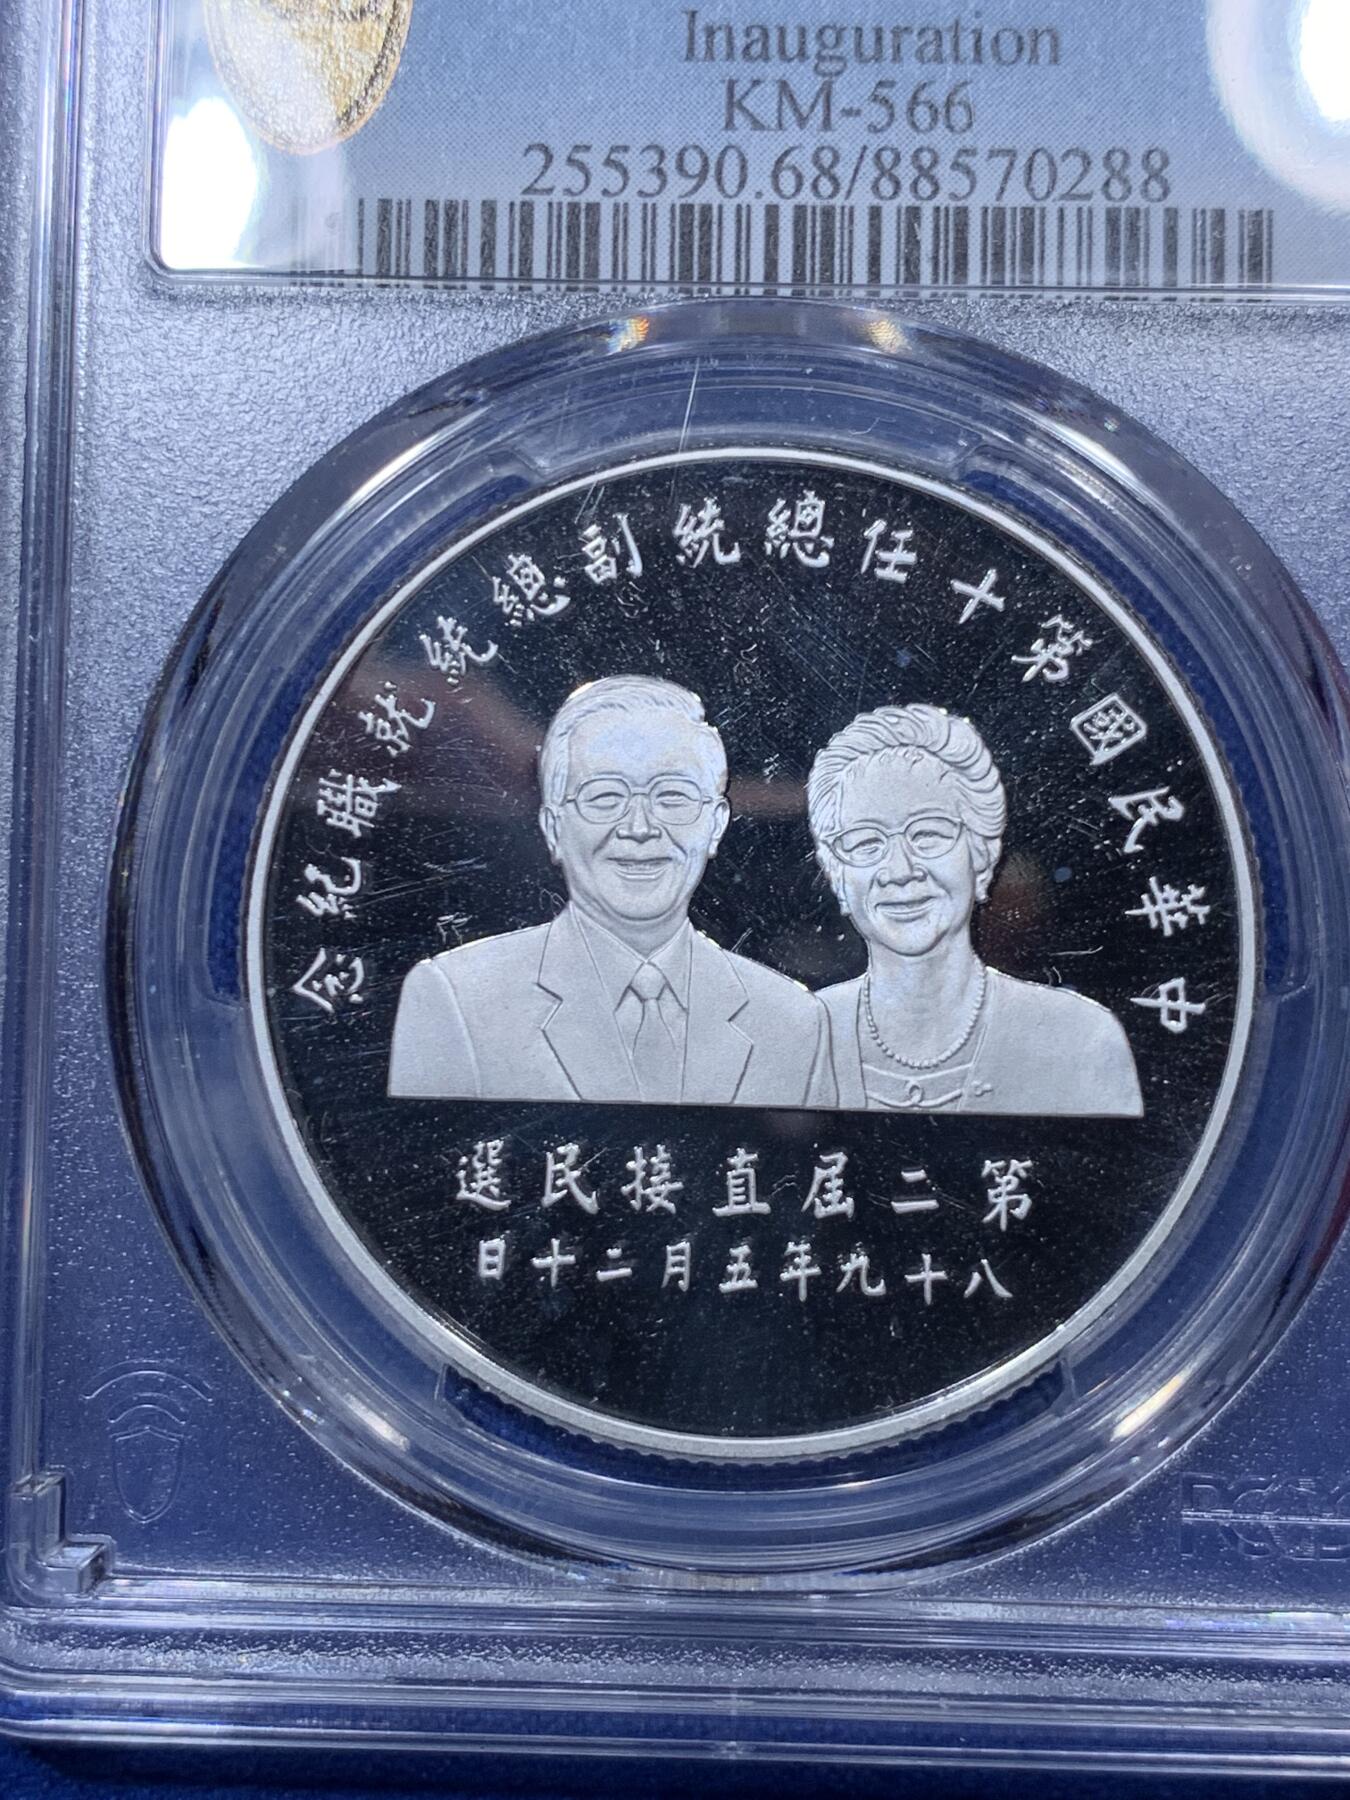 Inauguration
KM-566
255390.68/88570288
中華民國第十任總統副總統就職紀念
第二屆直接民選
八十九年五月二十日